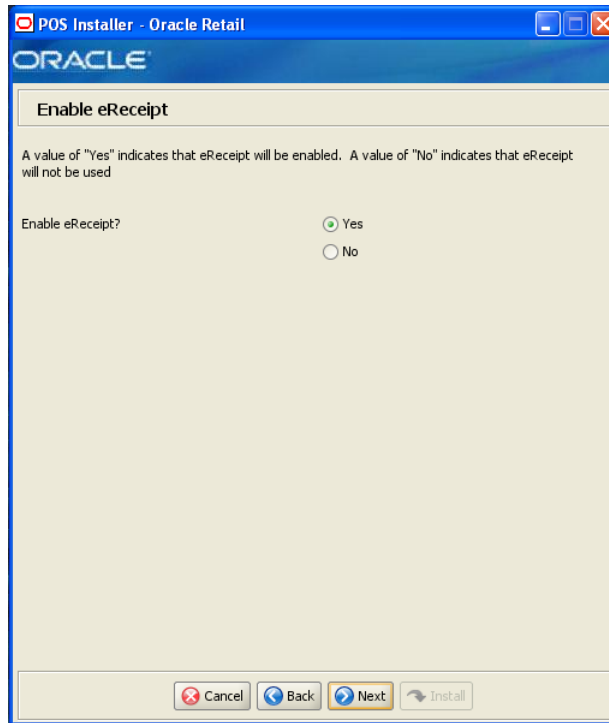 POS Installer - Oracle Retail
ORACLE
Enable eReceipt
A value of "Yes" indicates that eReceipt will be enabled. A value of "No" indicates that eReceipt
will not be used
Enable eReceipt?
Yes
No
Cancel
Back
Next
Install